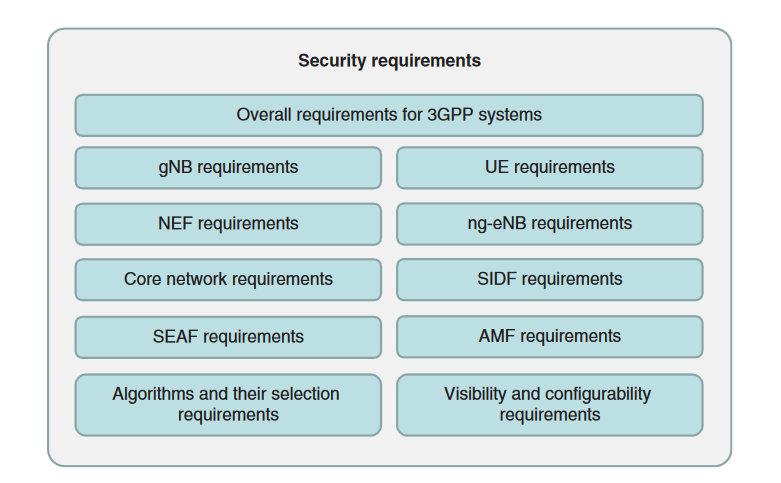 Security requirements
Overall requirements for 3GPP systems
gNB requirements
UE requirements
NEF requirements
ng-eNB requirements
Core network requirements
SIDF requirements
SEAF requirements
AMF requirements
Algorithms and their selection
requirements
Visibility and configurability
requirements